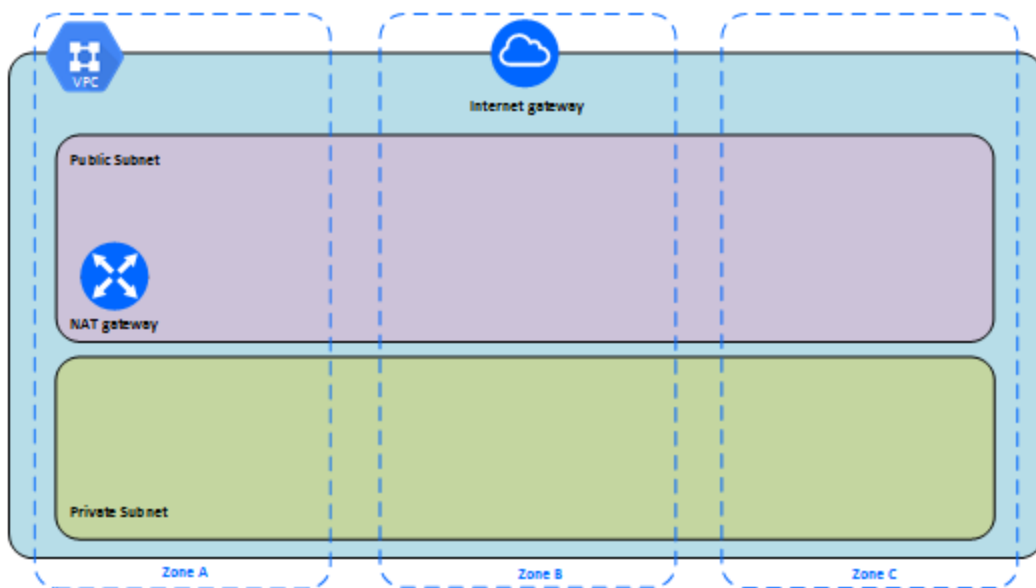 VPC
Internet gateway
Public Subnet
NAT gateway
Private Subnet
Zone A
Zone B
Zone C